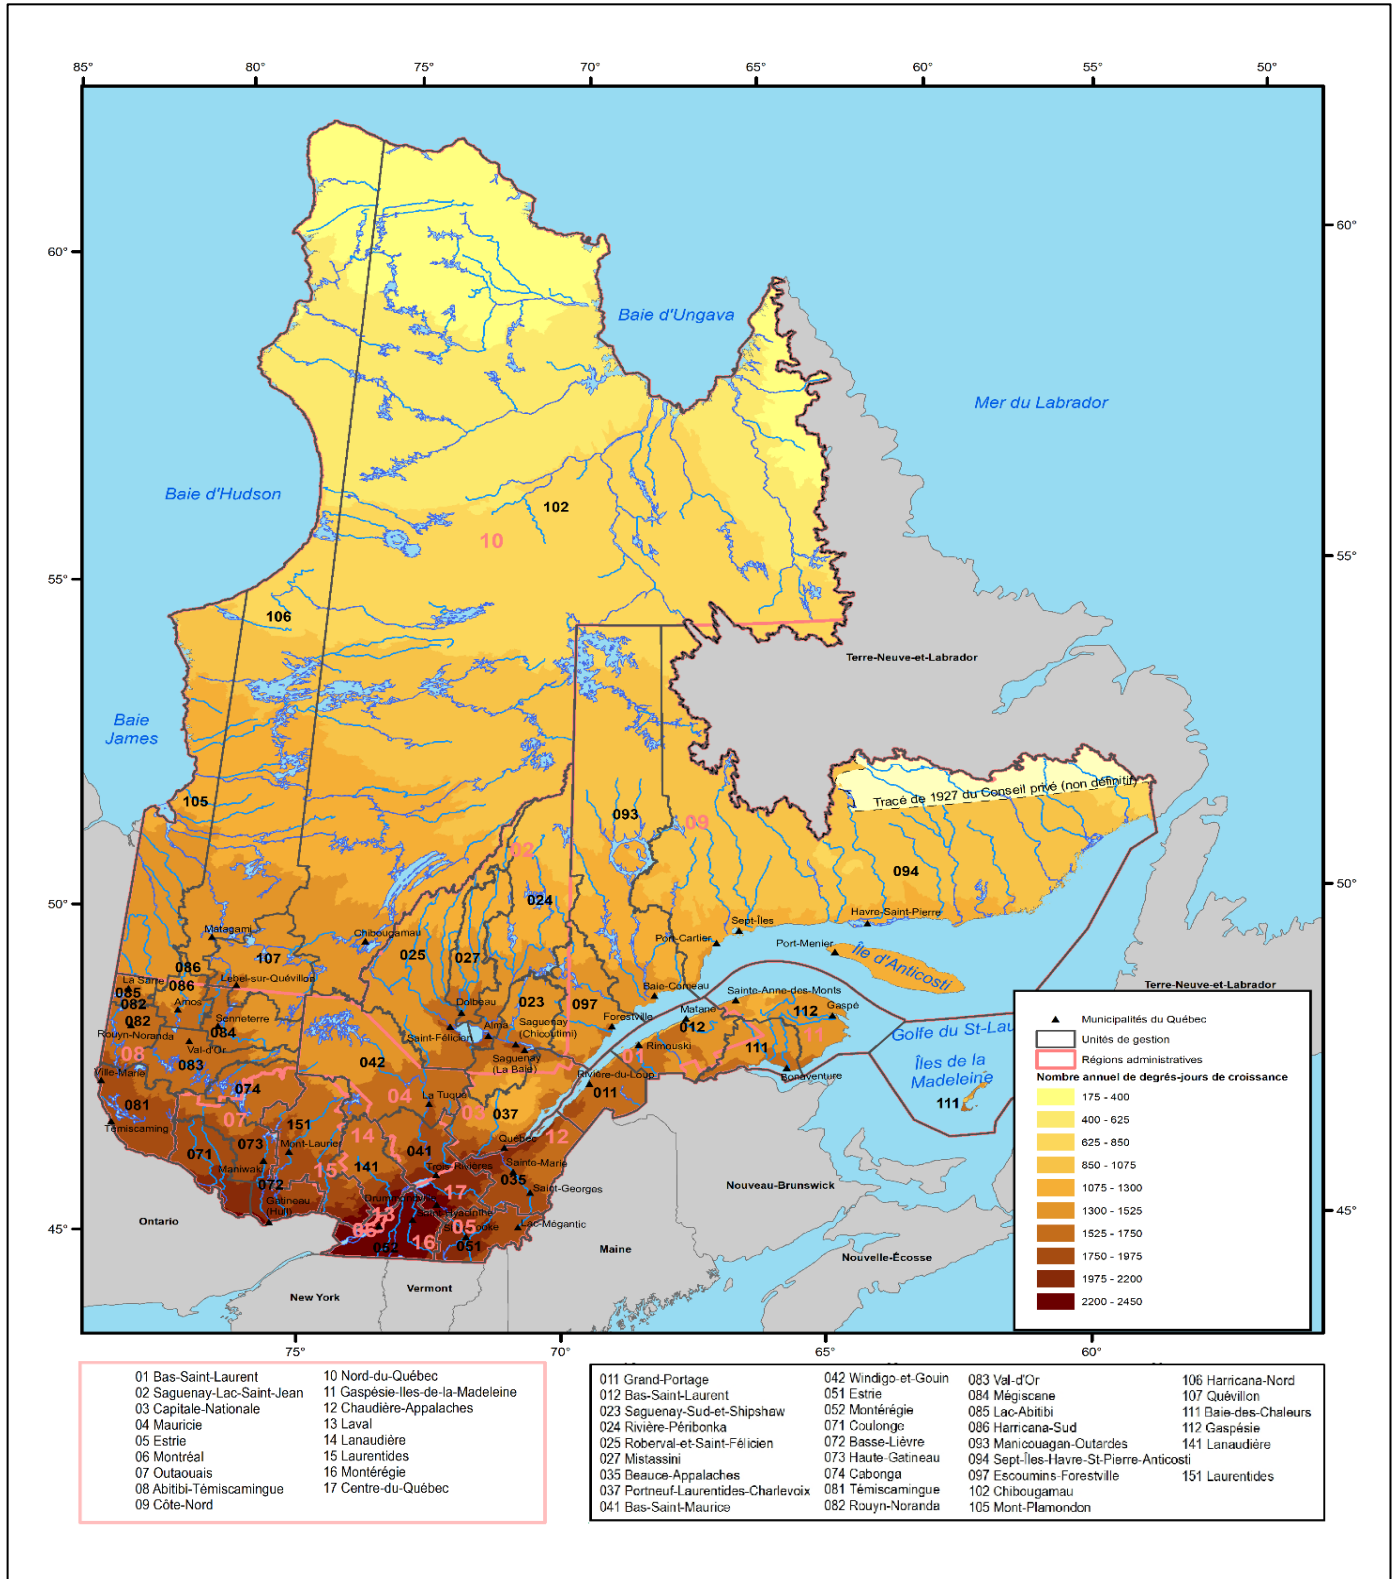 85° 80° 75° 70° 65° 60° 55° 50°
60° 60°
Baie d'Ungava
Mer du Labrador
Baie d'Hudson
102
10
55° 55°
106
Terre-Neuve-et-Labrador
Baie
James
105
Tracé de 1927 du Conseil privé (non définitif)
093
09
02
094
50° 50°
024
Havre-Saint-Pierre
Sept-Îles
Matagami
Chibougamau
Port-Cartier
Port-Menier
025
027
107
Île d'Anticosti
086
La Sarre
Lebel-sur-Quévillon
086
085
Baie-Comeau
Sainte-Anne-des-Monts
Terre-Neuve-et-Labrador
082
Amos
Dolbeau
023
097
Matane
112
Gaspé
082
Senneterre
Alma
Saguenay
(Chicoutimi)
Forestville
012
11
Golfe du St-Lau
Rouyn-Noranda
084
Saint-Félicien
Val-d'Or
Rimouski
111
08
083
042
Saguenay
(La Baie)
01
Îles de la
Madeleine
Ville-Marie
074
Rivière-du-Loup
Bonaventure
081
04
La Tuque
011
111
07
03
037
Témiscaming
151
14
Québec
12
071
073
Mont-Laurier
041
Maniwaki
15
141
Trois-Rivières
Sainte-Marie
072
035
Drummondville
17
Saint-Georges
Nouveau-Brunswick
Gatineau
(Hull)
13
05
Lac-Mégantic
Ontario
45° 45°
052
16
051
Maine
Nouvelle-Écosse
New York
Vermont
75° 70° 65° 60°
Municipalités du Québec
Unités de gestion
Régions administratives
Nombre annuel de degrés-jours de croissance
175 - 400
400 - 625
625 - 850
850 - 1075
1075 - 1300
1300 - 1525
1525 - 1750
1750 - 1975
1975 - 2200
2200 - 2450
01 Bas-Saint-Laurent
02 Saguenay-Lac-Saint-Jean
03 Capitale-Nationale
04 Mauricie
05 Estrie
06 Montréal
07 Outaouais
08 Abitibi-Témiscamingue
09 Côte-Nord
10 Nord-du-Québec
11 Gaspésie-Iles-de-la-Madeleine
12 Chaudière-Appalaches
13 Laval
14 Lanaudière
15 Laurentides
16 Montérégie
17 Centre-du-Québec
011 Grand-Portage
012 Bas-Saint-Laurent
023 Saguenay-Sud-et-Shipshaw
024 Rivière-Péribonka
025 Roberval-et-Saint-Félicien
027 Mistassini
035 Beauce-Appalaches
037 Portneuf-Laurentides-Charlevoix
041 Bas-Saint-Maurice
042 Windigo-et-Gouin
051 Estrie
052 Montérégie
071 Coulonge
072 Basse-Lièvre
073 Haute-Gatineau
074 Cabonga
081 Témiscamingue
082 Rouyn-Noranda
083 Val-d'Or
084 Mégiscane
085 Lac-Abitibi
086 Harricana-Sud
093 Manicouagan-Outardes
094 Sept-Îles-Havre-St-Pierre-Anticosti
097 Escoumins-Forestville
102 Chibougamau
105 Mont-Plamondon
106 Harricana-Nord
107 Quévillon
111 Baie-des-Chaleurs
112 Gaspésie
141 Lanaudière
151 Laurentides